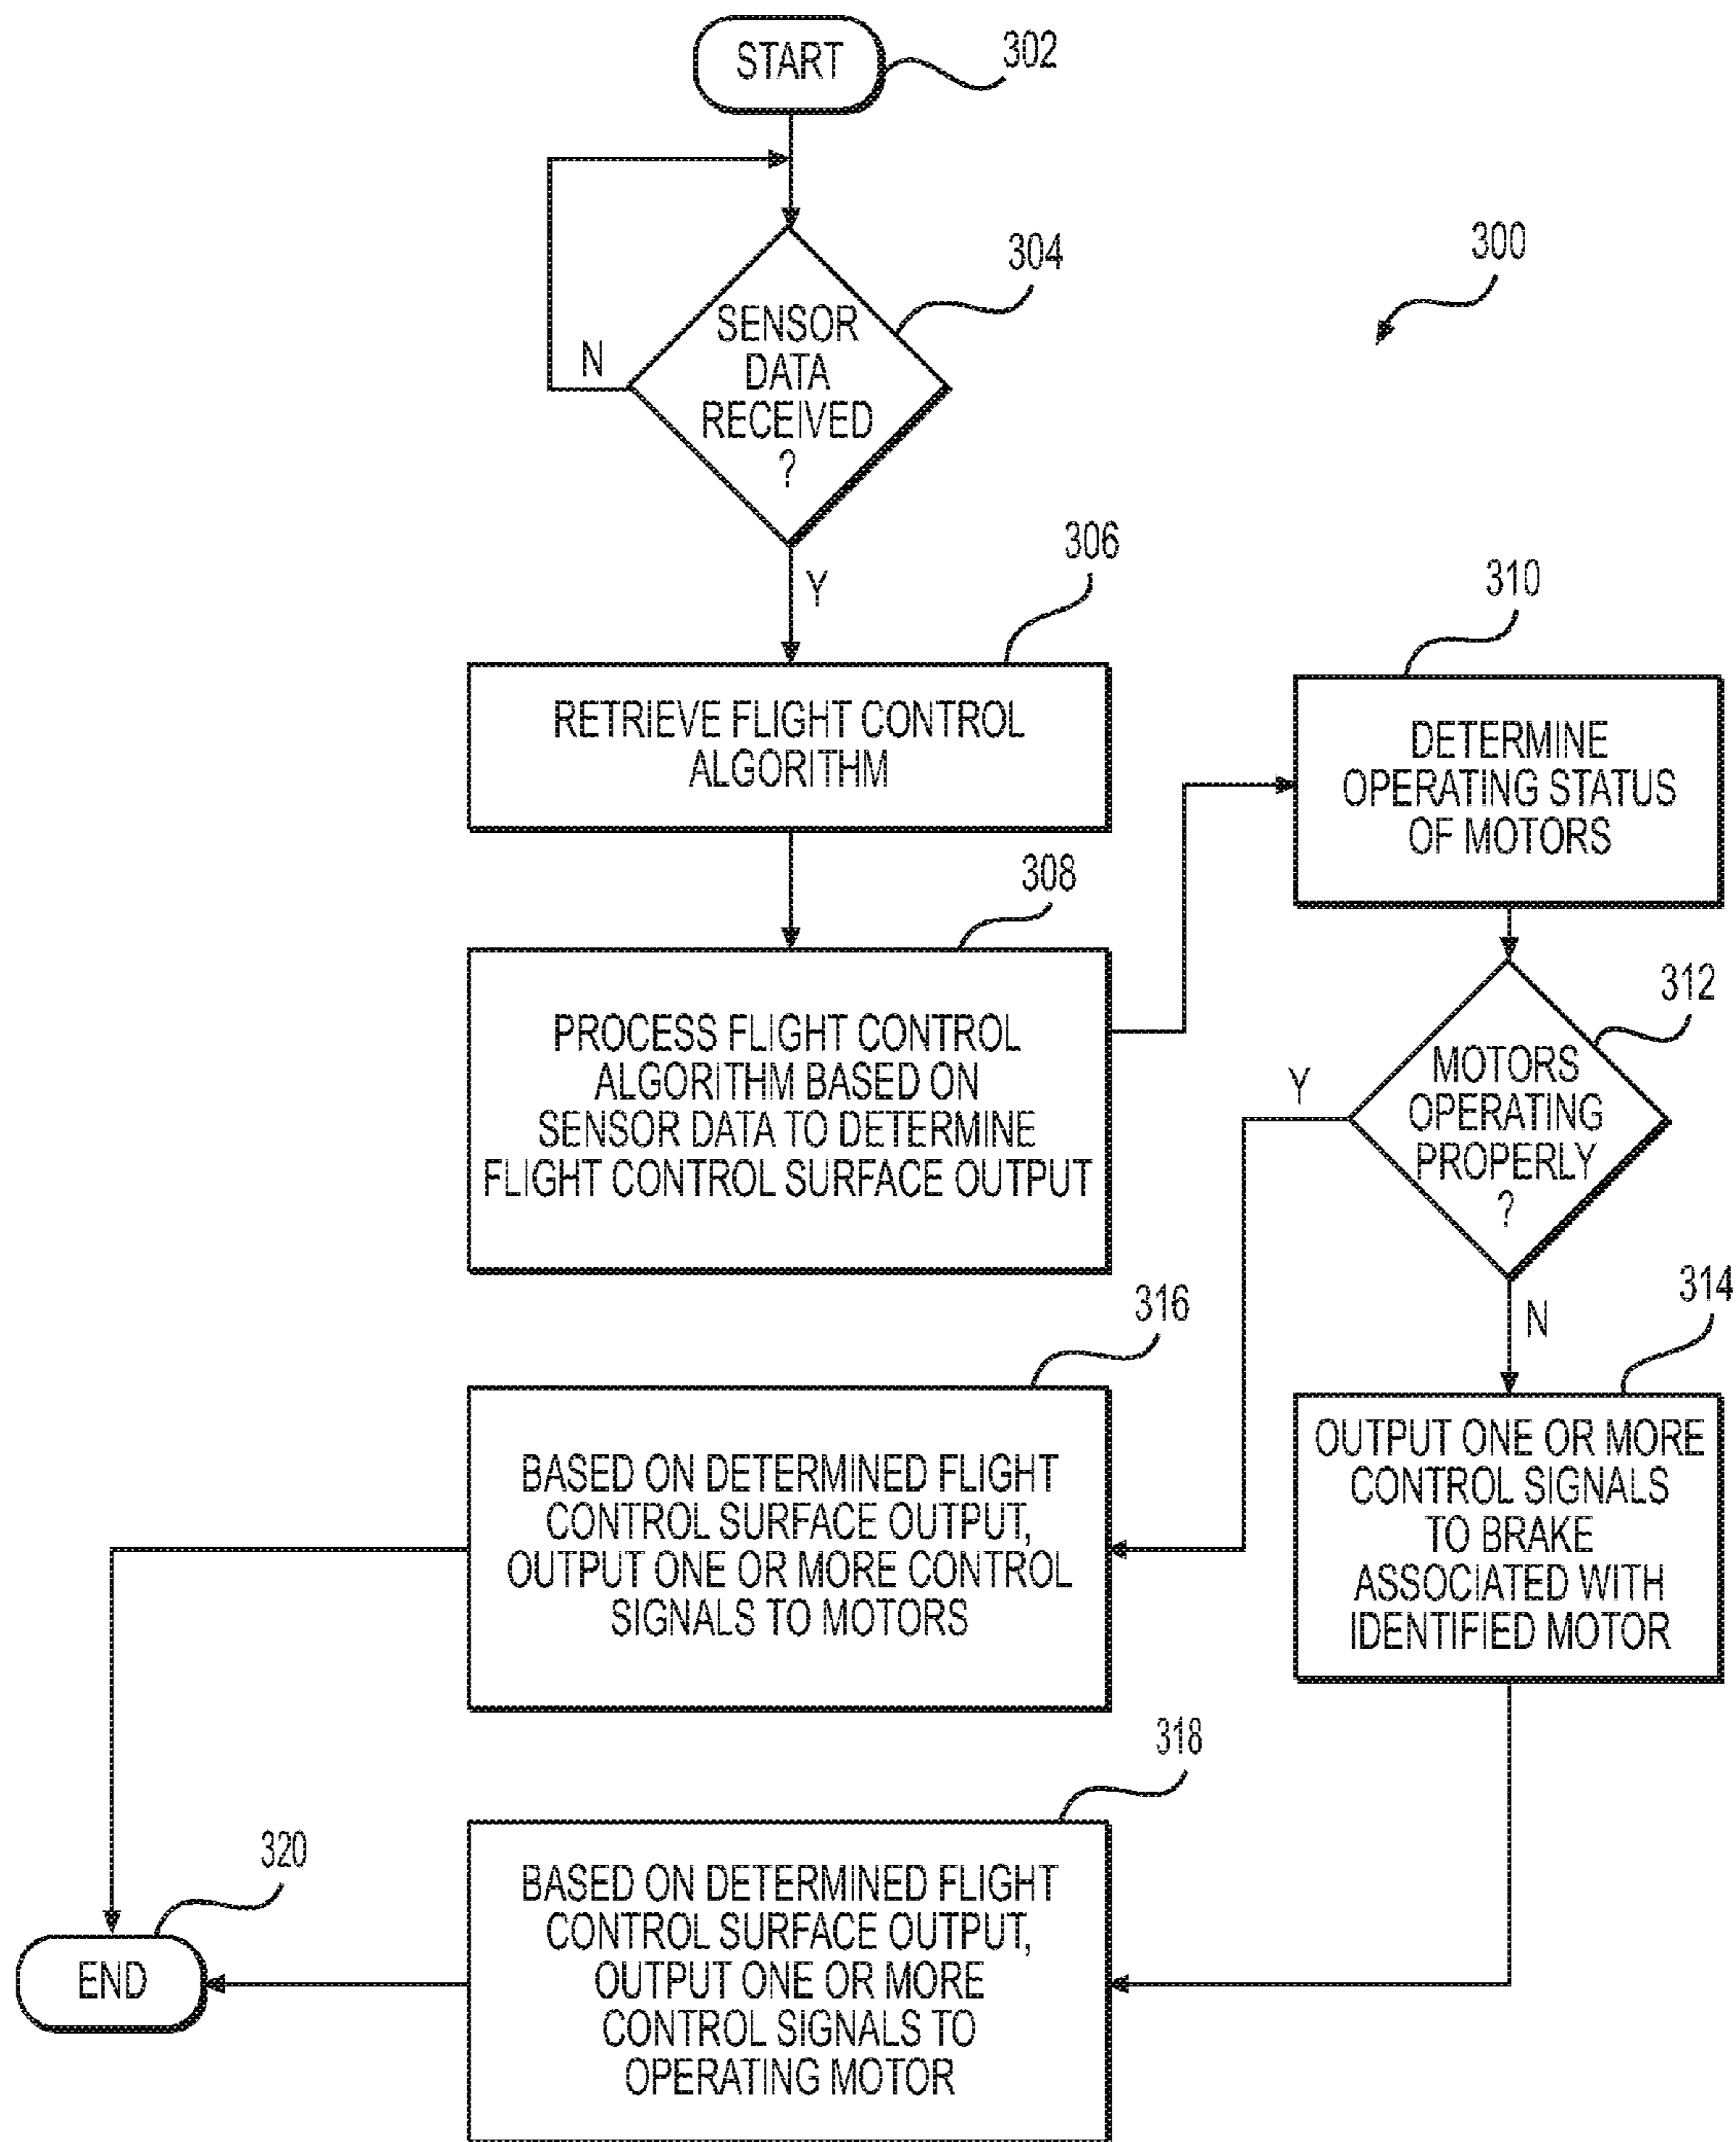 START
302
304
300
SENSOR
DATA
RECEIVED
?
N
Y
306
RETRIEVE FLIGHT CONTROL
ALGORITHM
310
DETERMINE
OPERATING STATUS
OF MOTORS
308
PROCESS FLIGHT CONTROL
ALGORITHM BASED ON
SENSOR DATA TO DETERMINE
FLIGHT CONTROL SURFACE OUTPUT
312
MOTORS
OPERATING
PROPERLY
?
Y
N
314
OUTPUT ONE OR MORE
CONTROL SIGNALS
TO BRAKE
ASSOCIATED WITH
IDENTIFIED MOTOR
316
BASED ON DETERMINED FLIGHT
CONTROL SURFACE OUTPUT,
OUTPUT ONE OR MORE CONTROL
SIGNALS TO MOTORS
318
BASED ON DETERMINED FLIGHT
CONTROL SURFACE OUTPUT,
OUTPUT ONE OR MORE
CONTROL SIGNALS TO
OPERATING MOTOR
320
END